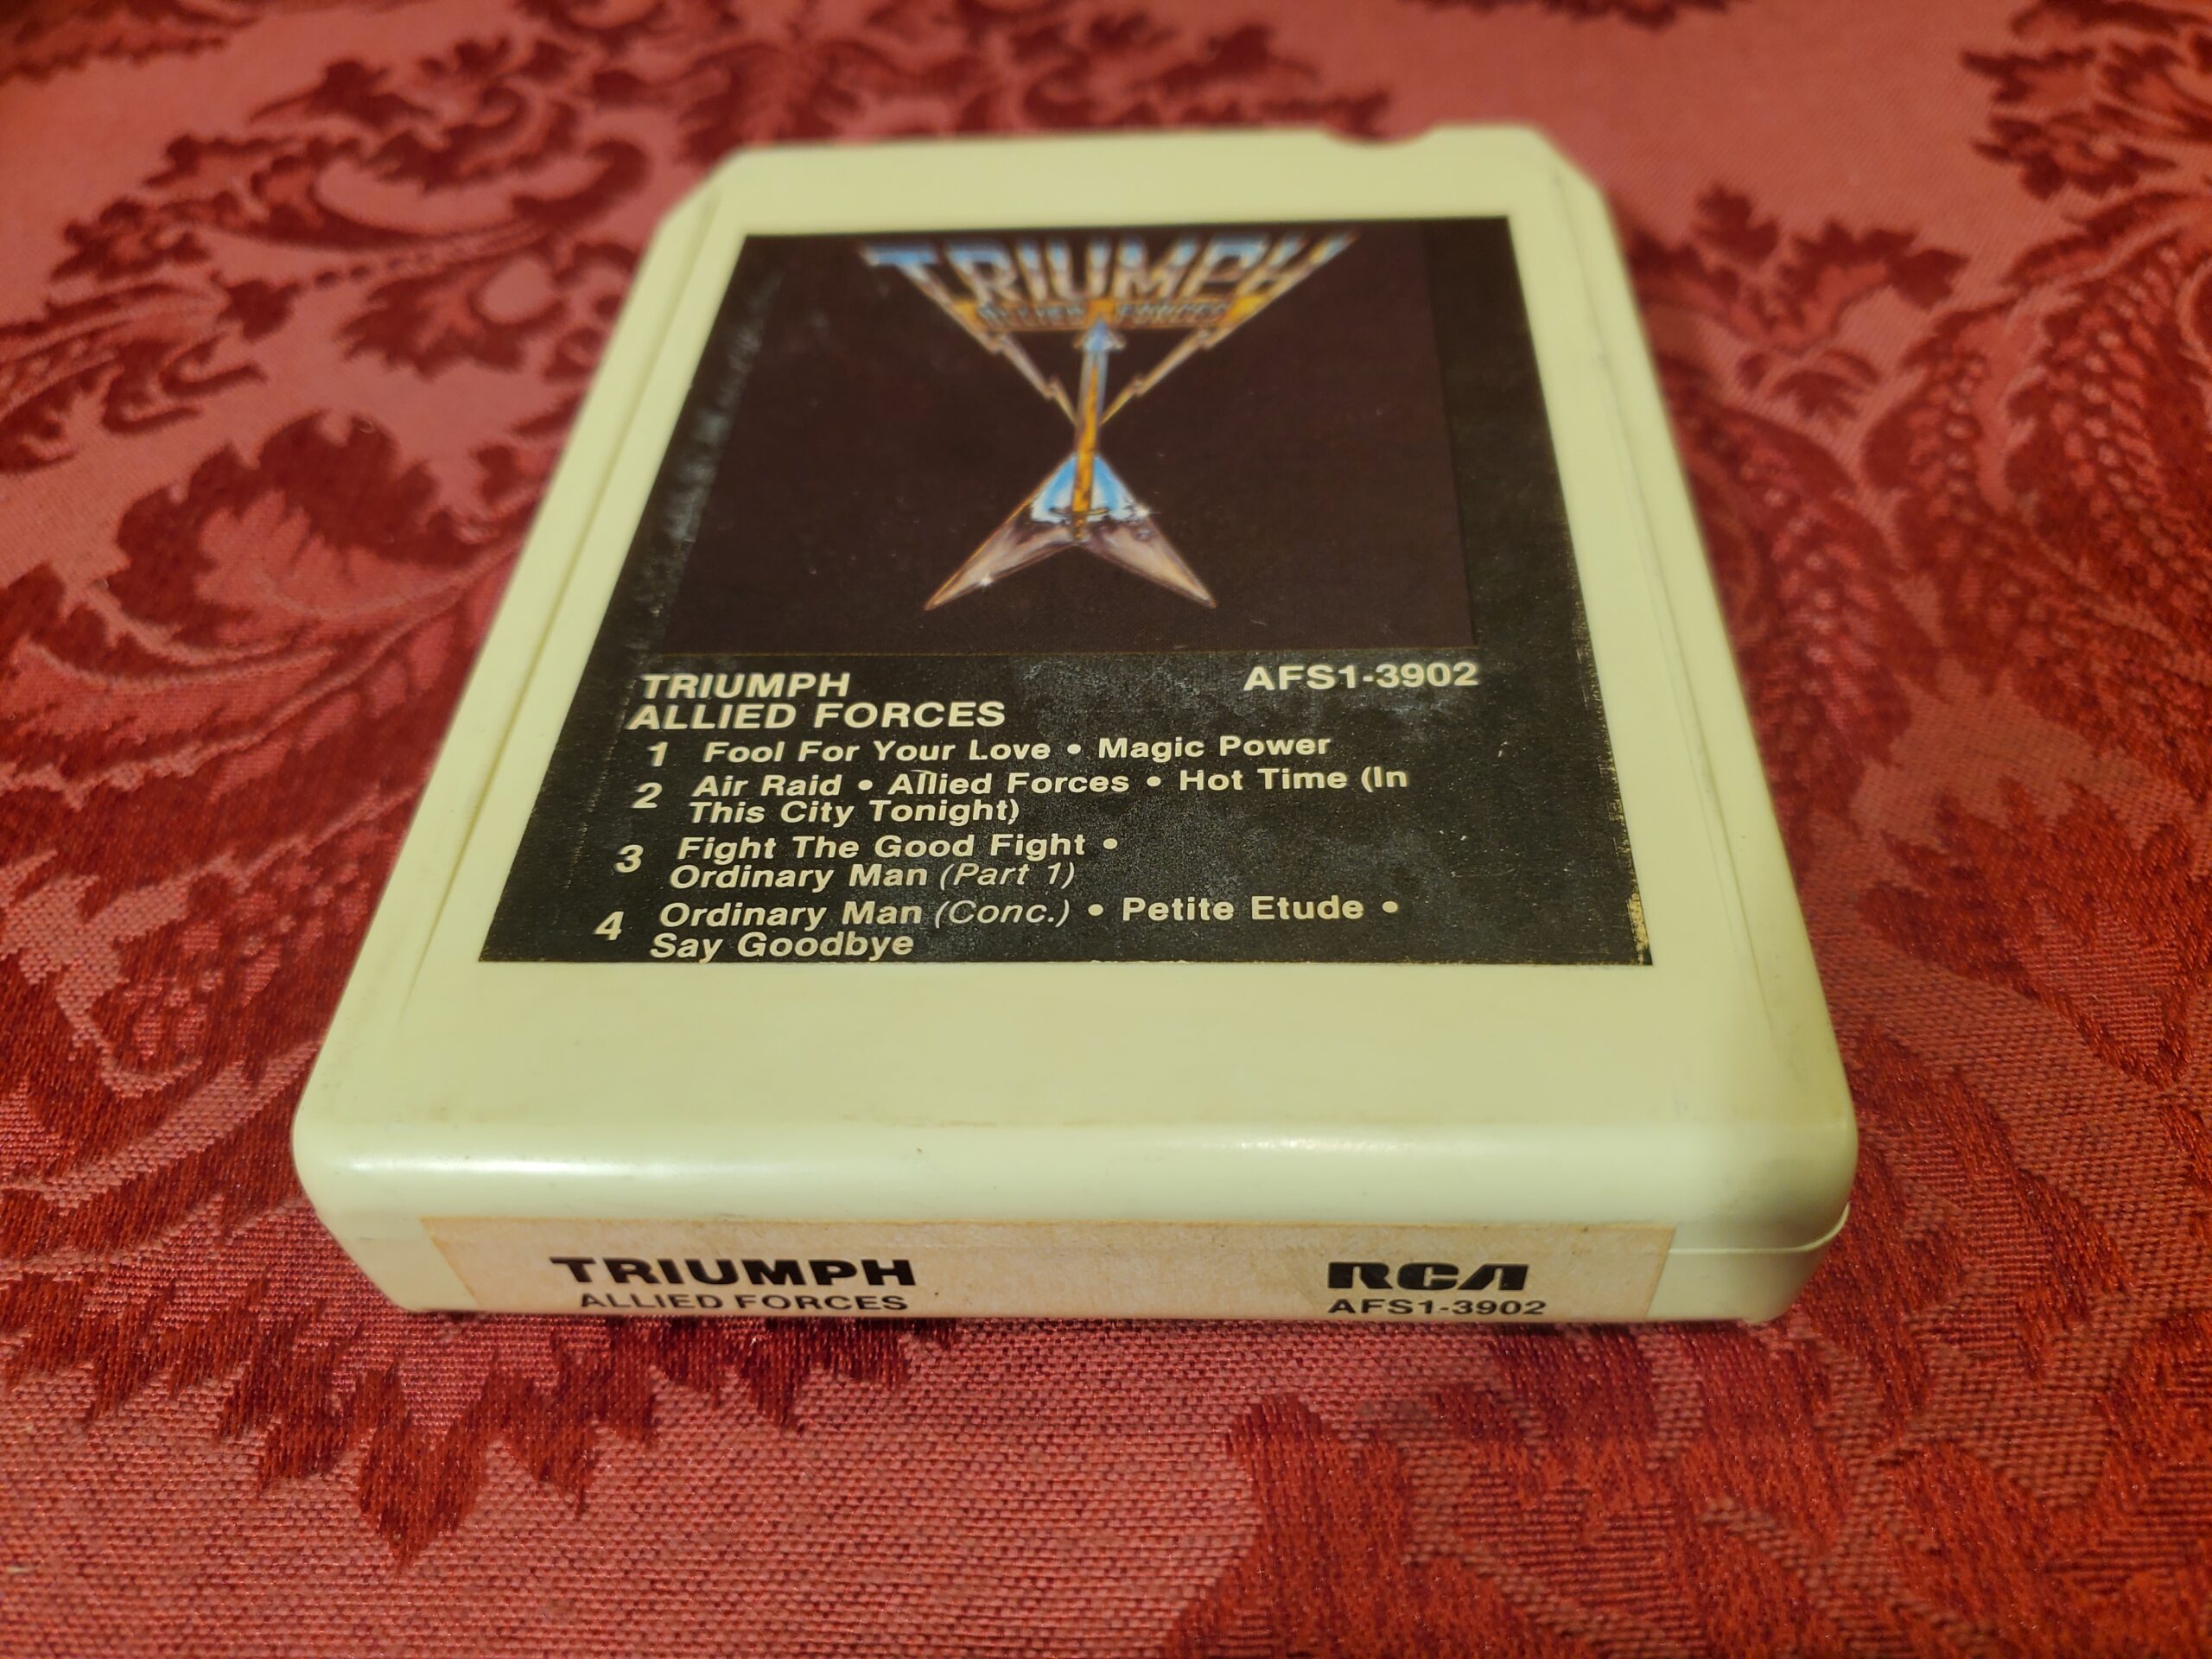 TRIUMPH
ALLIED FORCES
TRIUMPH AFS1-3902
ALLIED FORCES
1 Fool For Your Love • Magic Power
2 Air Raid • Allied Forces • Hot Time (In
This City Tonight)
3 Fight The Good Fight •
Ordinary Man (Part 1)
4 Ordinary Man (Conc.) • Petite Etude •
Say Goodbye
TRIUMPH RCA
ALLIED FORCES AFS1-3902